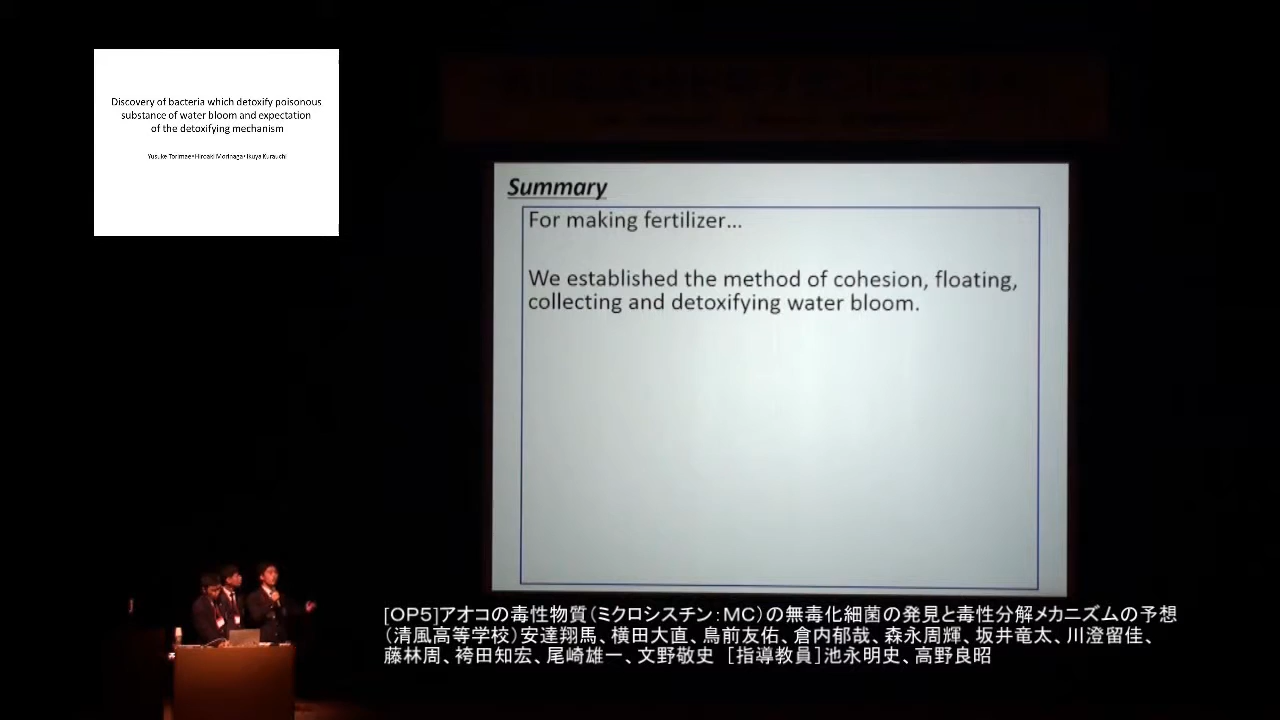 Discovery of bacteria which detoxify poisonous
substance of water bloom and expectation
of the detoxifying mechanism
Yusuke Torimae・Hiroaki Morinaga・Ikuya Kurauchi
Summary
For making fertilizer...
We established the method of cohesion, floating,
collecting and detoxifying water bloom.
[OP5]アオコの毒性物質(ミクロシスチン:MC)の無毒化細菌の発見と毒性分解メカニズムの予想
(清風高等学校)安達翔馬、横田大直、鳥前友佑、倉内郁哉、森永周輝、坂井竜太、川澄留佳、
藤林周、袴田知宏、尾崎雄一、文野敬史 [指導教員]池永明史、高野良昭